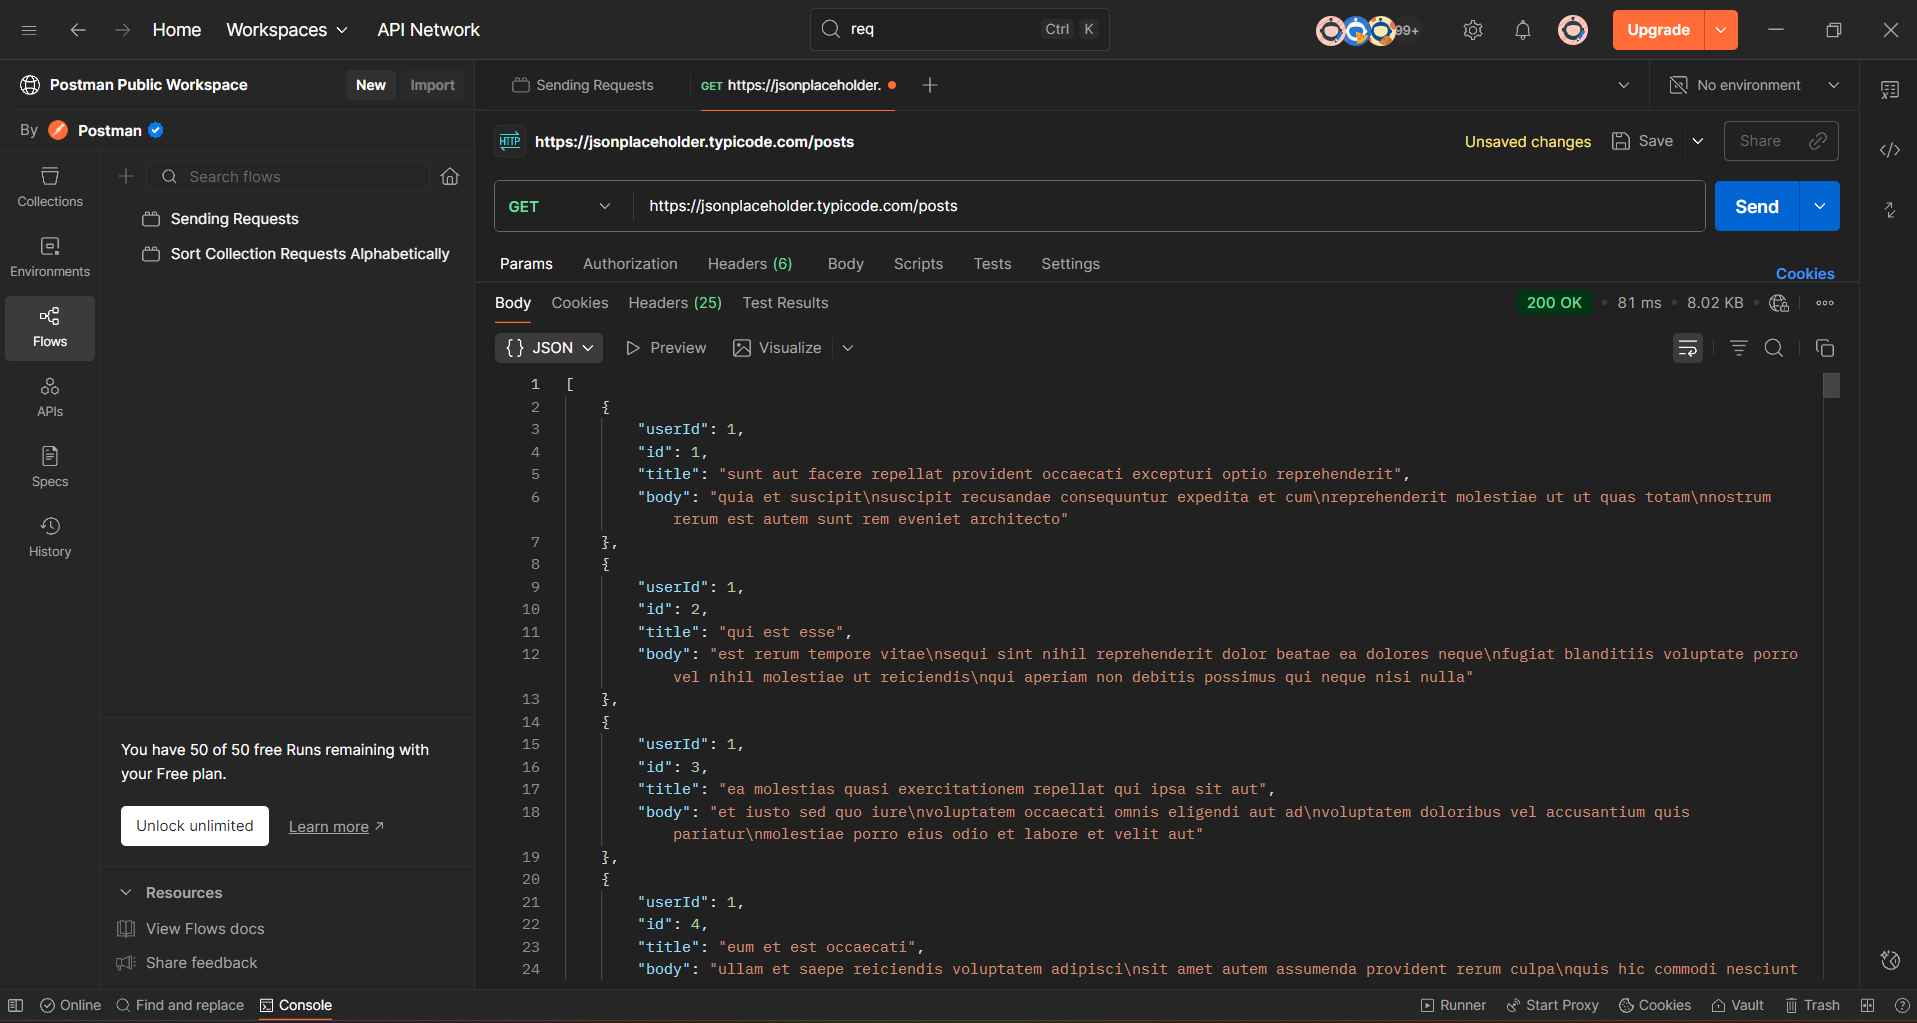 Home Workspaces API Network req Ctrl K 99+ Upgrade
Postman Public Workspace New Import
By Postman
Sending Requests GET https://jsonplaceholder. No environment
https://jsonplaceholder.typicode.com/posts Unsaved changes Save Share
Collections
Environments
Flows
APIs
Specs
History
Search flows
Sending Requests
Sort Collection Requests Alphabetically
You have 50 of 50 free Runs remaining with
your Free plan.
Unlock unlimited Learn more
Resources
View Flows docs
Share feedback
GET https://jsonplaceholder.typicode.com/posts Send
Params Authorization Headers (6) Body Scripts Tests Settings Cookies
Body Cookies Headers (25) Test Results 200 OK 81 ms 8.02 KB
{} JSON Preview Visualize
1 [
2 {
3 "userId": 1,
4 "id": 1,
5 "title": "sunt aut facere repellat provident occaecati excepturi optio reprehenderit",
6 "body": "quia et suscipit\nsuscipit recusandae consequuntur expedita et cum\nreprehenderit molestiae ut ut quas totam\nnostrum
rerum est autem sunt rem eveniet architecto"
7 },
8 {
9 "userId": 1,
10 "id": 2,
11 "title": "qui est esse",
12 "body": "est rerum tempore vitae\nsequi sint nihil reprehenderit dolor beatae ea dolores neque\nfugiat blanditiis voluptate porro
vel nihil molestiae ut reiciendis\nqui aperiam non debitis possimus qui neque nisi nulla"
13 },
14 {
15 "userId": 1,
16 "id": 3,
17 "title": "ea molestias quasi exercitationem repellat qui ipsa sit aut",
18 "body": "et iusto sed quo iure\nvoluptatem occaecati omnis eligendi aut ad\nvoluptatem doloribus vel accusantium quis
pariatur\nmolestiae porro eius odio et labore et velit aut"
19 },
20 {
21 "userId": 1,
22 "id": 4,
23 "title": "eum et est occaecati",
24 "body": "ullam et saepe reiciendis voluptatem adipisci\nsit amet autem assumenda provident rerum culpa\nquis hic commodi nesciunt
Online Find and replace Console Runner Start Proxy Cookies Vault Trash